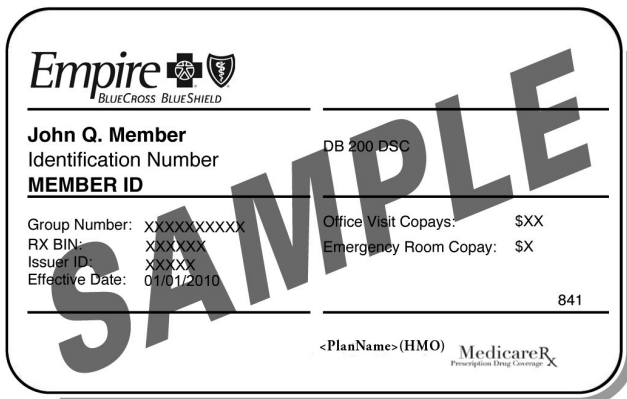 Empire
BLUECROSS BLUESHIELD
John Q. Member
Identification Number
MEMBER ID
DB 200 DSC
Group Number: XXXXXXXXXX
RX BIN: XXXXXX
Issuer ID: XXXXX
Effective Date: 01/01/2010
Office Visit Copays: $XX
Emergency Room Copay: $X
841
<PlanName>(HMO)
MedicareRx
Prescription Drug Coverage
SAMPLE